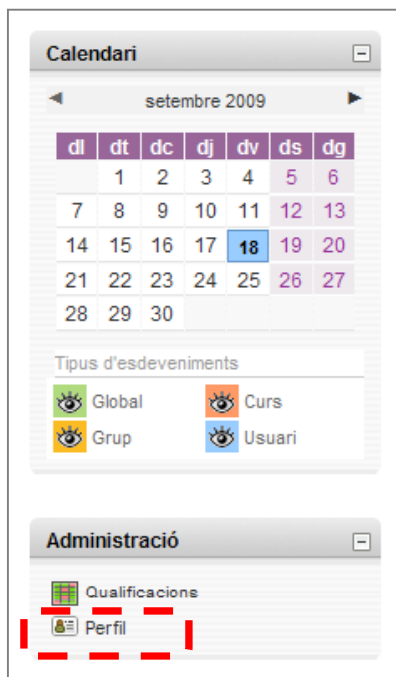 Calendari
setembre 2009
dl dt dc dj dv ds dg
1 2 3 4 5 6
7 8 9 10 11 12 13
14 15 16 17 18 19 20
21 22 23 24 25 26 27
28 29 30
Tipus d'esdeveniments
Global Curs
Grup Usuari
Administració
Qualificacions
Perfil